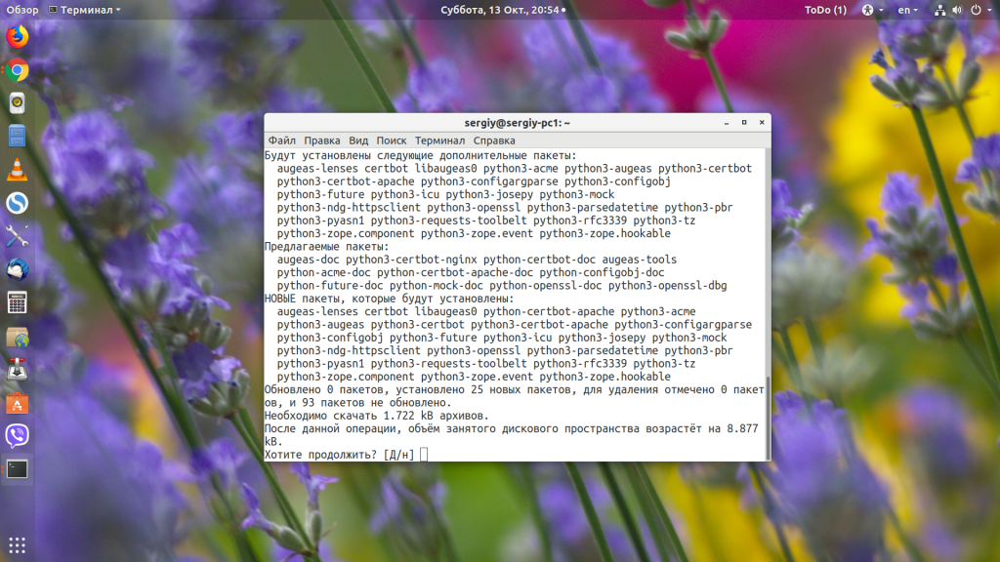 Обзор Терминал Суббота, 13 Окт., 20:54 ToDo (1) en
sergiy@sergiy-pc1: ~
Файл Правка Вид Поиск Терминал Справка
Будут установлены следующие дополнительные пакеты:
augeas-lenses certbot libaugeas0 python3-acme python3-augeas python3-certbot
python3-certbot-apache python3-configargparse python3-configobj
python3-future python3-icu python3-josepy python3-mock
python3-ndg-httpsclient python3-openssl python3-parsedatetime python3-pbr
python3-pyasn1 python3-requests-toolbelt python3-rfc3339 python3-tz
python3-zope.component python3-zope.event python3-zope.hookable
Предлагаемые пакеты:
augeas-doc python3-certbot-nginx python-certbot-doc augeas-tools
python-acme-doc python-certbot-apache-doc python-configobj-doc
python-future-doc python-mock-doc python-openssl-doc python3-openssl-dbg
НОВЫЕ пакеты, которые будут установлены:
augeas-lenses certbot libaugeas0 python-certbot-apache python3-acme
python3-augeas python3-certbot python3-certbot-apache python3-configargparse
python3-configobj python3-future python3-icu python3-josepy python3-mock
python3-ndg-httpsclient python3-openssl python3-parsedatetime python3-pbr
python3-pyasn1 python3-requests-toolbelt python3-rfc3339 python3-tz
python3-zope.component python3-zope.event python3-zope.hookable
Обновлено 0 пакетов, установлено 25 новых пакетов, для удаления отмечено 0 пакет
ов, и 93 пакетов не обновлено.
Необходимо скачать 1.722 kB архивов.
После данной операции, объём занятого дискового пространства возрастёт на 8.877
kB.
Хотите продолжить? [Д/н]